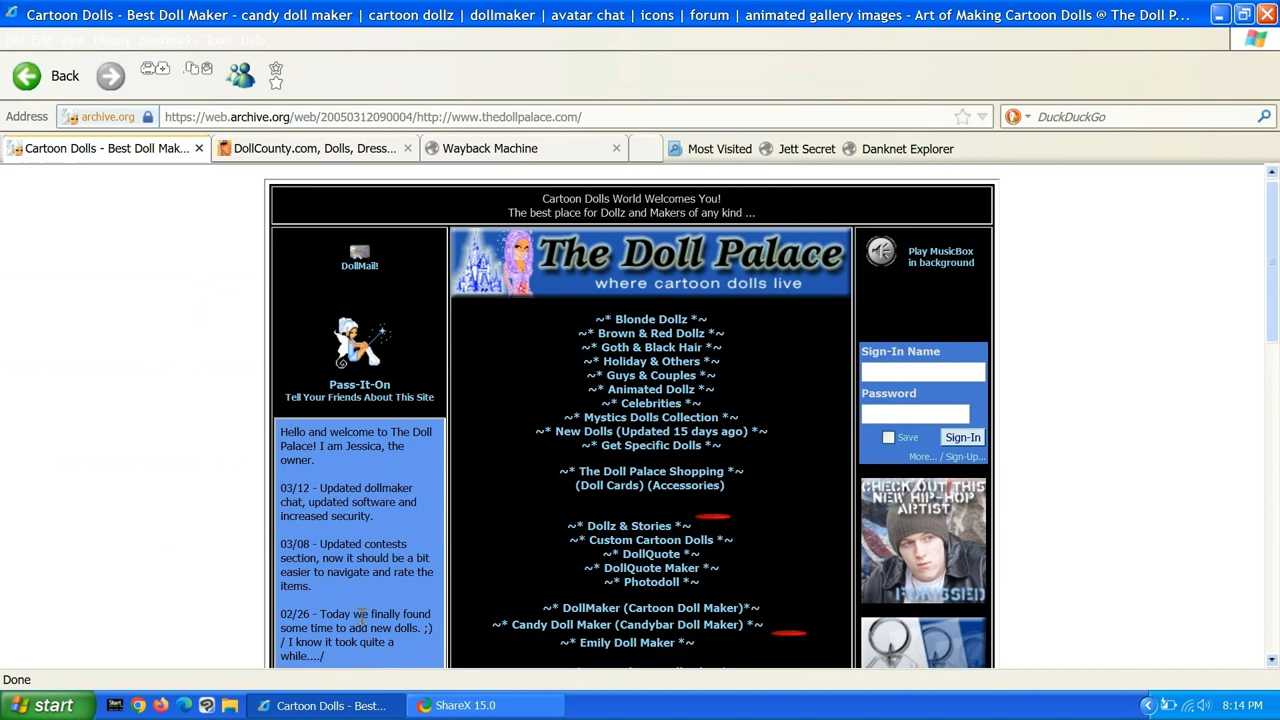 Cartoon Dolls - Best Doll Maker - candy doll maker | cartoon dollz | dollmaker | avatar chat | icons | forum | animated gallery images - Art of Making Cartoon Dolls @ The Doll P...
File Edit View History Bookmarks Tools Help
Back
Address archive.org https://web.archive.org/web/20050312090004/http://www.thedollpalace.com/ DuckDuckGo
Cartoon Dolls - Best Doll Mak... DollCounty.com, Dolls, Dress... Wayback Machine Most Visited Jett Secret Danknet Explorer
Cartoon Dolls World Welcomes You!
The best place for Dollz and Makers of any kind ...
DollMail!
Pass-It-On
Tell Your Friends About This Site
Hello and welcome to The Doll
Palace! I am Jessica, the
owner.
03/12 - Updated dollmaker
chat, updated software and
increased security.
03/08 - Updated contests
section, now it should be a bit
easier to navigate and rate the
items.
02/26 - Today we finally found
some time to add new dolls. ;)
/ I know it took quite a
while..../
The Doll Palace
where cartoon dolls live
~* Blonde Dollz *~
~* Brown & Red Dollz *~
~* Goth & Black Hair *~
~* Holiday & Others *~
~* Guys & Couples *~
~* Animated Dollz *~
~* Celebrities *~
~* Mystics Dolls Collection *~
~* New Dolls (Updated 15 days ago) *~
~* Get Specific Dolls *~
~* The Doll Palace Shopping *~
(Doll Cards) (Accessories)
~* Dollz & Stories *~
~* Custom Cartoon Dolls *~
~* DollQuote *~
~* DollQuote Maker *~
~* Photodoll *~
~* DollMaker (Cartoon Doll Maker)*~
~* Candy Doll Maker (Candybar Doll Maker) *~
~* Emily Doll Maker *~
Play MusicBox
in background
Sign-In Name
Password
Save Sign-In
More... / Sign-Up...
CHECK OUT THIS
NEW HIP-HOP
ARTIST
Done
start Start Cartoon Dolls - Best... ShareX 15.0 8:14 PM